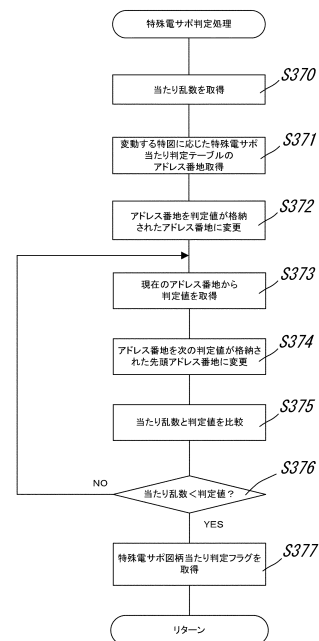 特殊電サポ判定処理
S370
当たり乱数を取得
S371
変動する特図に応じた特殊電サポ
当たり判定テーブルの
アドレス番地取得
S372
アドレス番地を判定値が格納
されたアドレス番地に変更
S373
現在のアドレス番地から
判定値を取得
S374
アドレス番地を次の判定値が格納さ
れた先頭アドレス番地に変更
S375
当たり乱数と判定値を比較
S376
NO
当たり乱数<判定値?
YES
S377
特殊電サポ図柄当たり判定フラグを
取得
リターン